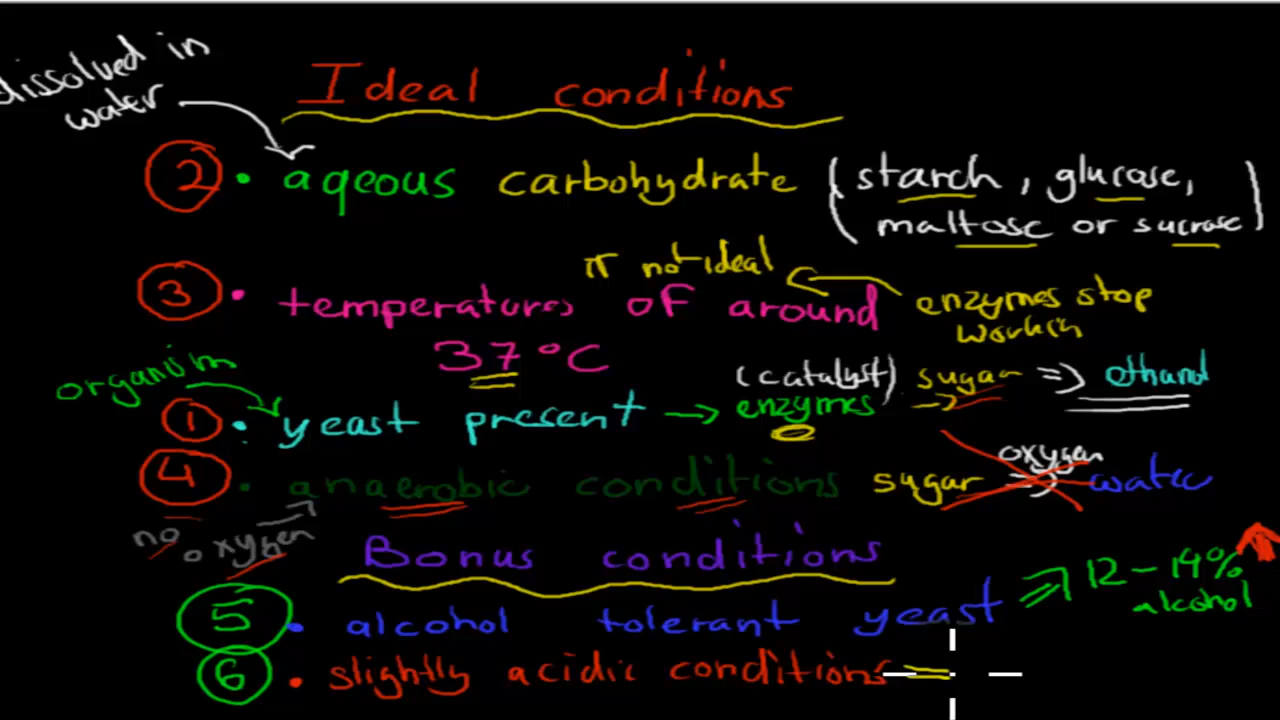 dissolved in
water
Ideal conditions
2 • aqeous carbohydrate (starch, glucose,
maltose or sucrose)
if not ideal
3 • temperatures of around
37°C
enzymes stop
workin
organism
1 • yeast present → enzymes → sugar => ethanol
(catalyst)
4 • anaerobic conditions sugar → water
oxygen
no oxygen
Bonus conditions
5 • alcohol tolerant yeast => 12-14%
alcohol
6 • slightly acidic conditions =